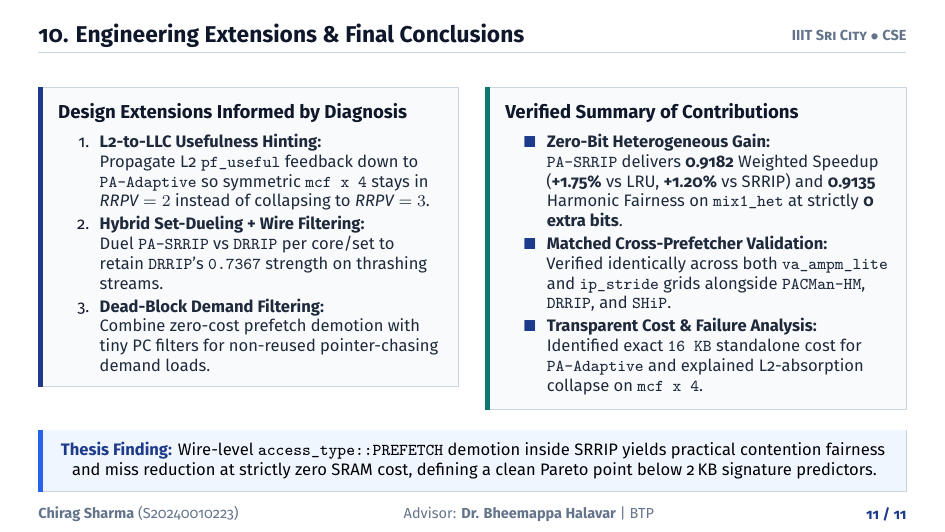 10. Engineering Extensions & Final Conclusions
IIIT Sri City • CSE
Design Extensions Informed by Diagnosis
1. L2-to-LLC Usefulness Hinting:
Propagate L2 pf_useful feedback down to
PA-Adaptive so symmetric mcf x 4 stays in
RRPV = 2 instead of collapsing to RRPV = 3.
2. Hybrid Set-Dueling + Wire Filtering:
Duel PA-SRRIP vs DRRIP per core/set to
retain DRRIP's 0.7367 strength on thrashing
streams.
3. Dead-Block Demand Filtering:
Combine zero-cost prefetch demotion with
tiny PC filters for non-reused pointer-chasing
demand loads.
Verified Summary of Contributions
■ Zero-Bit Heterogeneous Gain:
PA-SRRIP delivers 0.9182 Weighted Speedup
(+1.75% vs LRU, +1.20% vs SRRIP) and 0.9135
Harmonic Fairness on mix1_het at strictly 0
extra bits.
■ Matched Cross-Prefetcher Validation:
Verified identically across both va_ampm_lite
and ip_stride grids alongside PACMan-HM,
DRRIP, and SHiP.
■ Transparent Cost & Failure Analysis:
Identified exact 16 KB standalone cost for
PA-Adaptive and explained L2-absorption
collapse on mcf x 4.
Thesis Finding: Wire-level access_type::PREFETCH demotion inside SRRIP yields practical contention fairness
and miss reduction at strictly zero SRAM cost, defining a clean Pareto point below 2 KB signature predictors.
Chirag Sharma (S20240010223)
Advisor: Dr. Bheemappa Halavar | BTP
11 / 11